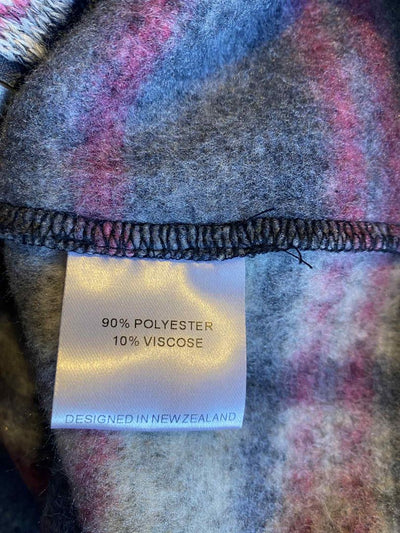 90% POLYESTER
10% VISCOSE
DESIGNED IN NEW ZEALAND